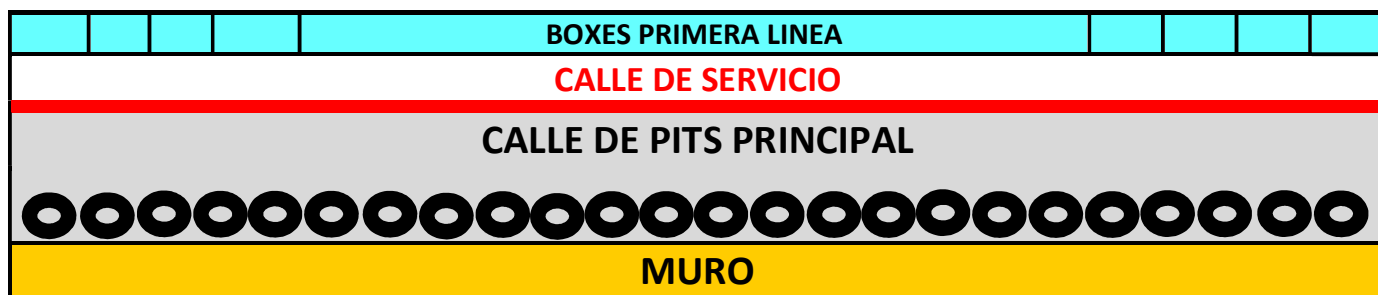 BOXES PRIMERA LINEA
CALLE DE SERVICIO
CALLE DE PITS PRINCIPAL
MURO